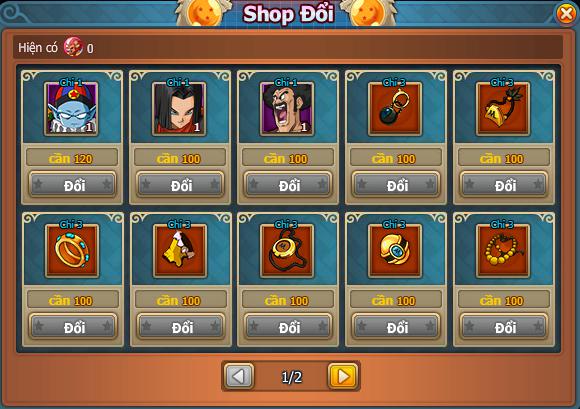 Shop Đổi
Hiện có 0
Chỉ 1 Chỉ 1 Chỉ 1 Chỉ 3 Chỉ 3
1 1 1
cần 120 cần 100 cần 100 cần 100 cần 100
Đổi Đổi Đổi Đổi Đổi
Chỉ 3 Chỉ 3 Chỉ 3 Chỉ 3 Chỉ 3
cần 100 cần 100 cần 100 cần 100 cần 100
Đổi Đổi Đổi Đổi Đổi
1/2